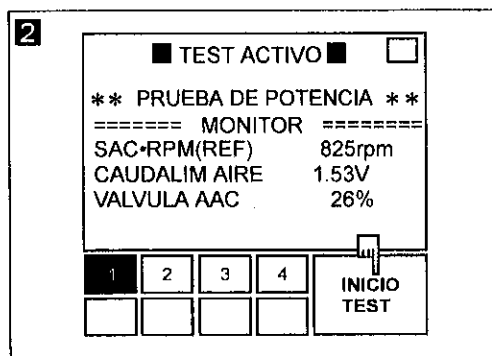 2
■ TEST ACTIVO ■
** PRUEBA DE POTENCIA **
======= MONITOR ========
SAC•RPM(REF) 825rpm
CAUDALIM AIRE 1.53V
VALVULA AAC 26%
1 2 3 4
INICIO
TEST